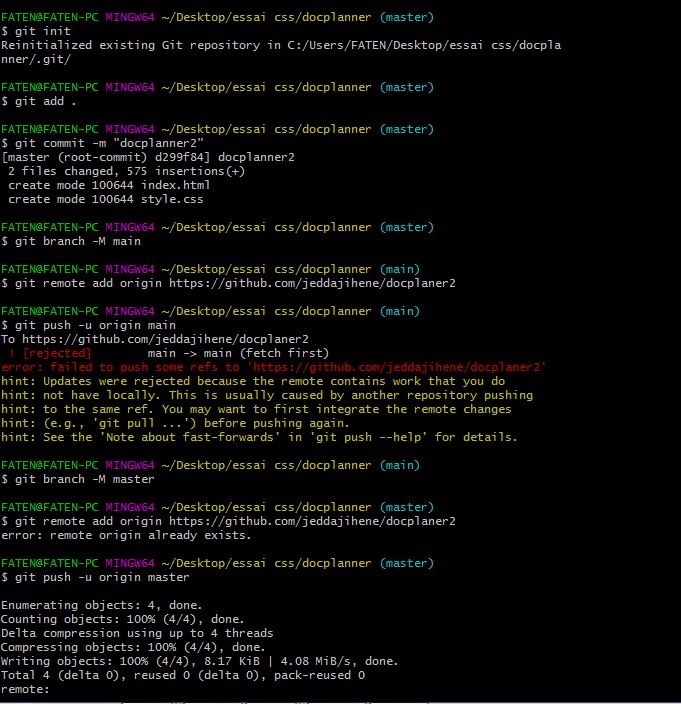 FATEN@FATEN-PC MINGW64 ~/Desktop/essai css/docplanner (master)
$ git init
Reinitialized existing Git repository in C:/Users/FATEN/Desktop/essai css/docpla
nner/.git/
FATEN@FATEN-PC MINGW64 ~/Desktop/essai css/docplanner (master)
$ git add .
FATEN@FATEN-PC MINGW64 ~/Desktop/essai css/docplanner (master)
$ git commit -m "docplanner2"
[master (root-commit) d299f84] docplanner2
 2 files changed, 575 insertions(+)
 create mode 100644 index.html
 create mode 100644 style.css
FATEN@FATEN-PC MINGW64 ~/Desktop/essai css/docplanner (master)
$ git branch -M main
FATEN@FATEN-PC MINGW64 ~/Desktop/essai css/docplanner (main)
$ git remote add origin https://github.com/jeddajihene/docplaner2
FATEN@FATEN-PC MINGW64 ~/Desktop/essai css/docplanner (main)
$ git push -u origin main
To https://github.com/jeddajihene/docplaner2
 ! [rejected]        main -> main (fetch first)
error: failed to push some refs to 'https://github.com/jeddajihene/docplaner2'
hint: Updates were rejected because the remote contains work that you do
hint: not have locally. This is usually caused by another repository pushing
hint: to the same ref. You may want to first integrate the remote changes
hint: (e.g., 'git pull ...') before pushing again.
hint: See the 'Note about fast-forwards' in 'git push --help' for details.
FATEN@FATEN-PC MINGW64 ~/Desktop/essai css/docplanner (main)
$ git branch -M master
FATEN@FATEN-PC MINGW64 ~/Desktop/essai css/docplanner (master)
$ git remote add origin https://github.com/jeddajihene/docplaner2
error: remote origin already exists.
FATEN@FATEN-PC MINGW64 ~/Desktop/essai css/docplanner (master)
$ git push -u origin master
Enumerating objects: 4, done.
Counting objects: 100% (4/4), done.
Delta compression using up to 4 threads
Compressing objects: 100% (4/4), done.
Writing objects: 100% (4/4), 8.17 KiB | 4.08 MiB/s, done.
Total 4 (delta 0), reused 0 (delta 0), pack-reused 0
remote: